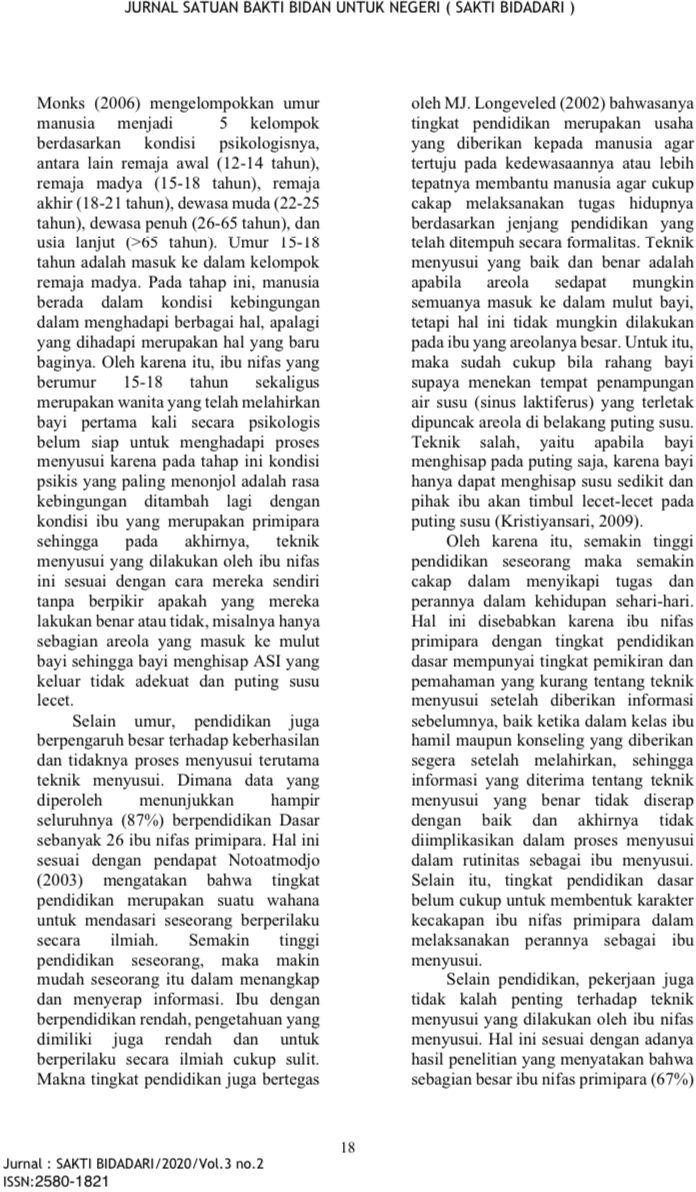 JURNAL SATUAN BAKTI BIDAN UNTUK NEGERI ( SAKTI BIDADARI )
Monks (2006) mengelompokkan umur
manusia menjadi 5 kelompok
berdasarkan kondisi psikologisnya,
antara lain remaja awal (12-14 tahun),
remaja madya (15-18 tahun), remaja
akhir (18-21 tahun), dewasa muda (22-25
tahun), dewasa penuh (26-65 tahun), dan
usia lanjut (>65 tahun). Umur 15-18
tahun adalah masuk ke dalam kelompok
remaja madya. Pada tahap ini, manusia
berada dalam kondisi kebingungan
dalam menghadapi berbagai hal, apalagi
yang dihadapi merupakan hal yang baru
baginya. Oleh karena itu, ibu nifas yang
berumur 15-18 tahun sekaligus
merupakan wanita yang telah melahirkan
bayi pertama kali secara psikologis
belum siap untuk menghadapi proses
menyusui karena pada tahap ini kondisi
psikis yang paling menonjol adalah rasa
kebingungan ditambah lagi dengan
kondisi ibu yang merupakan primipara
sehingga pada akhirnya, teknik
menyusui yang dilakukan oleh ibu nifas
ini sesuai dengan cara mereka sendiri
tanpa berpikir apakah yang mereka
lakukan benar atau tidak, misalnya hanya
sebagian areola yang masuk ke mulut
bayi sehingga bayi menghisap ASI yang
keluar tidak adekuat dan puting susu
lecet.
Selain umur, pendidikan juga
berpengaruh besar terhadap keberhasilan
dan tidaknya proses menyusui terutama
teknik menyusui. Dimana data yang
diperoleh menunjukkan hampir
seluruhnya (87%) berpendidikan Dasar
sebanyak 26 ibu nifas primipara. Hal ini
sesuai dengan pendapat Notoatmodjo
(2003) mengatakan bahwa tingkat
pendidikan merupakan suatu wahana
untuk mendasari seseorang berperilaku
secara ilmiah. Semakin tinggi
pendidikan seseorang, maka makin
mudah seseorang itu dalam menangkap
dan menyerap informasi. Ibu dengan
berpendidikan rendah, pengetahuan yang
dimiliki juga rendah dan untuk
berperilaku secara ilmiah cukup sulit.
Makna tingkat pendidikan juga bertegas
oleh MJ. Longeveled (2002) bahwasanya
tingkat pendidikan merupakan usaha
yang diberikan kepada manusia agar
tertuju pada kedewasaannya atau lebih
tepatnya membantu manusia agar cukup
cakap melaksanakan tugas hidupnya
berdasarkan jenjang pendidikan yang
telah ditempuh secara formalitas. Teknik
menyusui yang baik dan benar adalah
apabila areola sedapat mungkin
semuanya masuk ke dalam mulut bayi,
tetapi hal ini tidak mungkin dilakukan
pada ibu yang areolanya besar. Untuk itu,
maka sudah cukup bila rahang bayi
supaya menekan tempat penampungan
air susu (sinus laktiferus) yang terletak
dipuncak areola di belakang puting susu.
Teknik salah, yaitu apabila bayi
menghisap pada puting saja, karena bayi
hanya dapat menghisap susu sedikit dan
pihak ibu akan timbul lecet-lecet pada
puting susu (Kristiyansari, 2009).
Oleh karena itu, semakin tinggi
pendidikan seseorang maka semakin
cakap dalam menyikapi tugas dan
perannya dalam kehidupan sehari-hari.
Hal ini disebabkan karena ibu nifas
primipara dengan tingkat pendidikan
dasar mempunyai tingkat pemikiran dan
pemahaman yang kurang tentang teknik
menyusui setelah diberikan informasi
sebelumnya, baik ketika dalam kelas ibu
hamil maupun konseling yang diberikan
segera setelah melahirkan, sehingga
informasi yang diterima tentang teknik
menyusui yang benar tidak diserap
dengan baik dan akhirnya tidak
diimplikasikan dalam proses menyusui
dalam rutinitas sebagai ibu menyusui.
Selain itu, tingkat pendidikan dasar
belum cukup untuk membentuk karakter
kecakapan ibu nifas primipara dalam
melaksanakan perannya sebagai ibu
menyusui.
Selain pendidikan, pekerjaan juga
tidak kalah penting terhadap teknik
menyusui yang dilakukan oleh ibu nifas
menyusui. Hal ini sesuai dengan adanya
hasil penelitian yang menyatakan bahwa
sebagian besar ibu nifas primipara (67%)
18
Jurnal : SAKTI BIDADARI/2020/Vol.3 no.2
ISSN:2580-1821